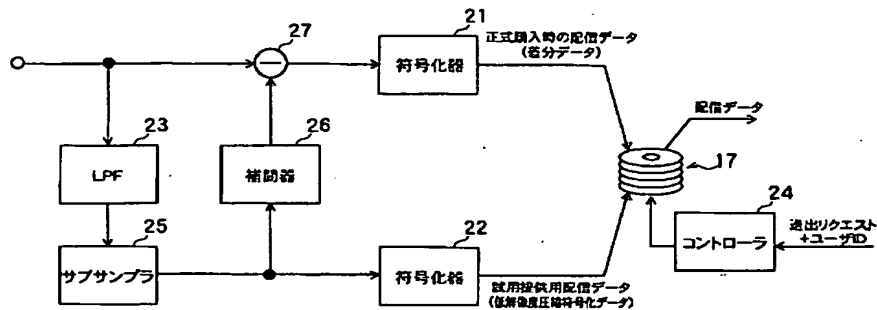 27
21
符号化器
正式購入時の配信データ
(差分データ)
配信データ
17
23
LPF
26
補間器
25
サブサンプラ
22
符号化器
試用提供用配信データ
(低解像度圧縮符号化データ)
24
コントローラ
送出リクエスト
+ユーザID